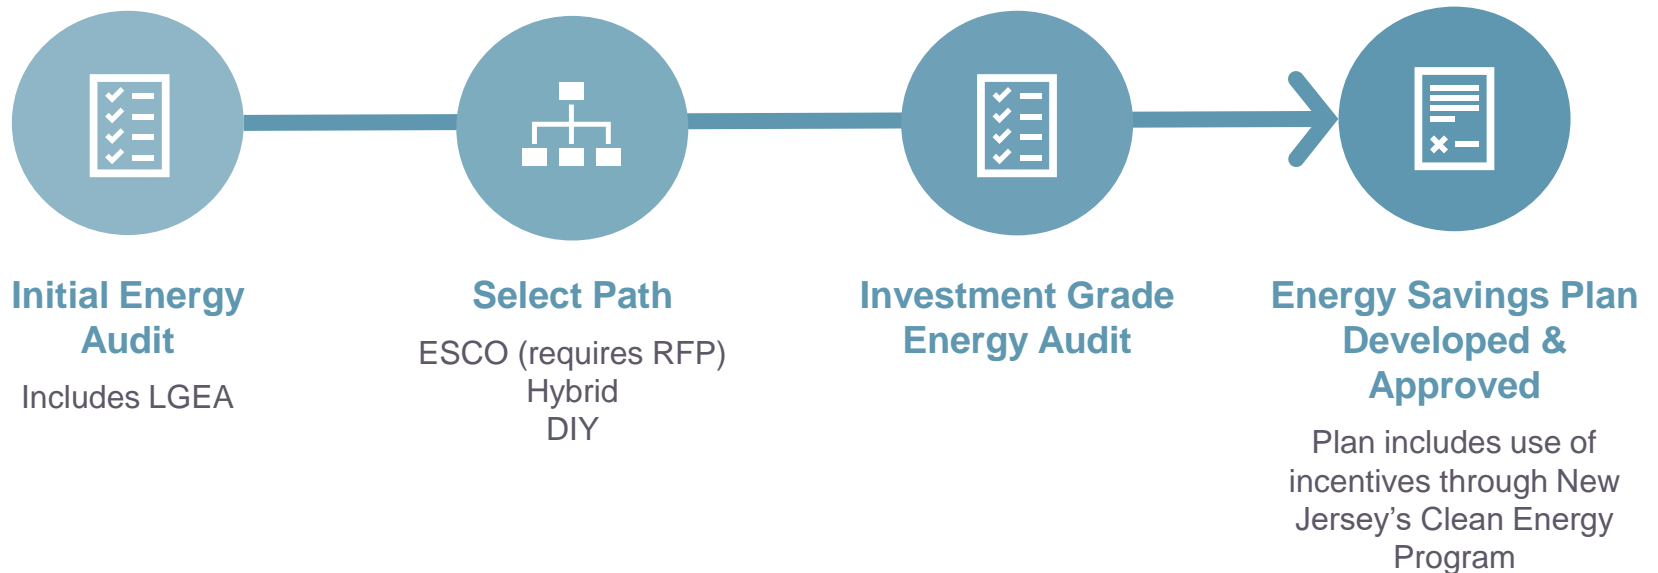 Initial Energy
Audit
Includes LGEA
Select Path
ESCO (requires RFP)
Hybrid
DIY
Investment Grade
Energy Audit
Energy Savings Plan
Developed &
Approved
Plan includes use of
incentives through New
Jersey’s Clean Energy
Program